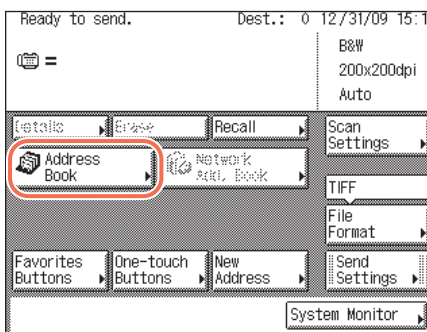 Ready to send. Dest.: 0 12/31/09 15:1
B&W
=
200x200dpi
Auto
Details Erase Recall Scan Settings
Address Book Network Add. Book
TIFF
File Format
Favorites Buttons One-touch Buttons New Address Send Settings
System Monitor